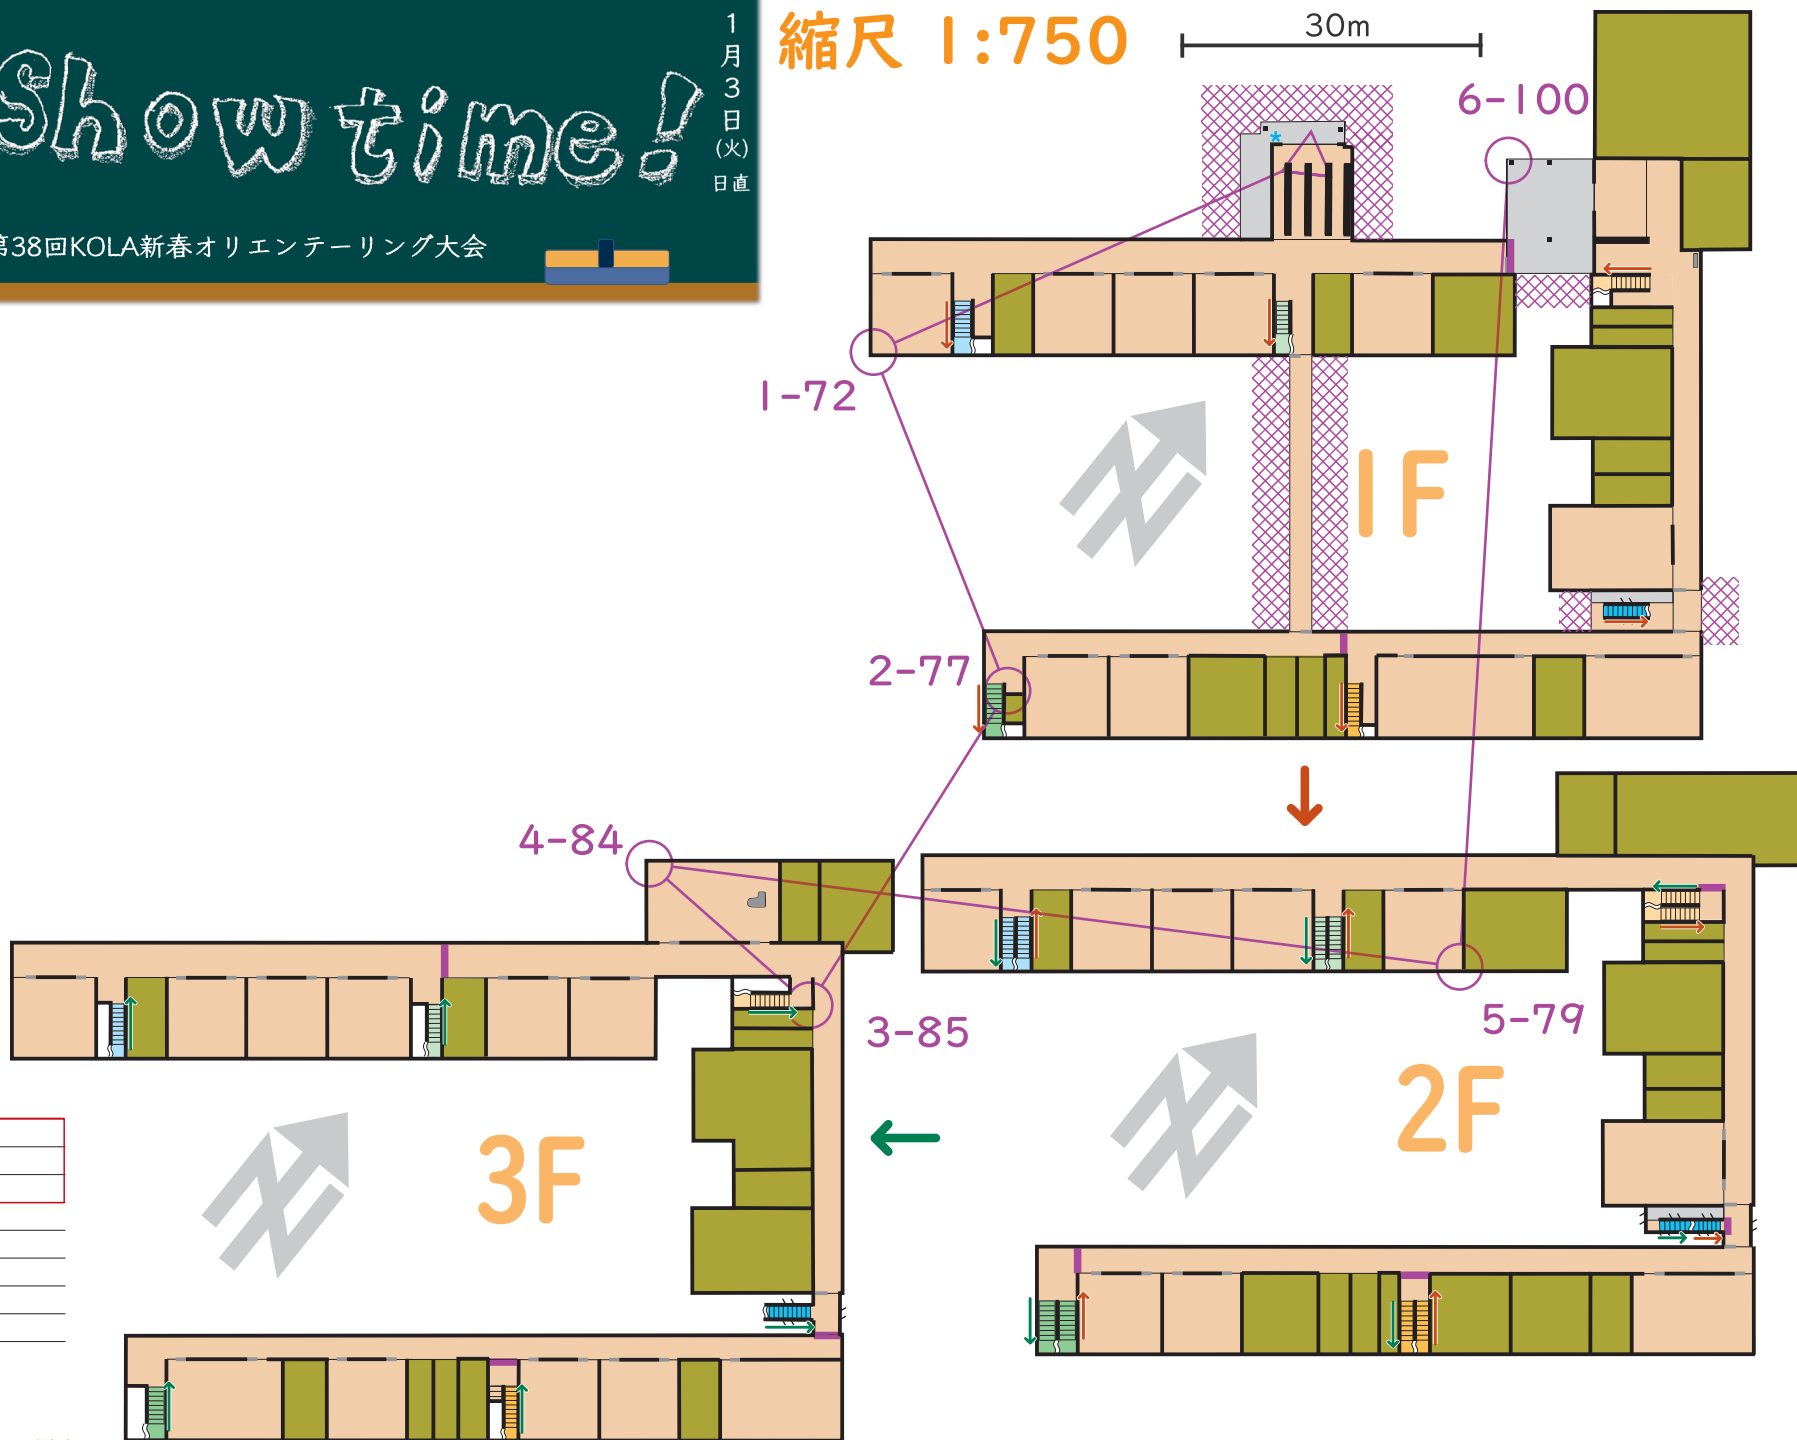 Show time!
1月3日(火)
日直
第38回KOLA新春オリエンテーリング大会
縮尺 1:750
30m
6-100
1-72
1F
2-77
4-84
3-85
5-79
2F
3F